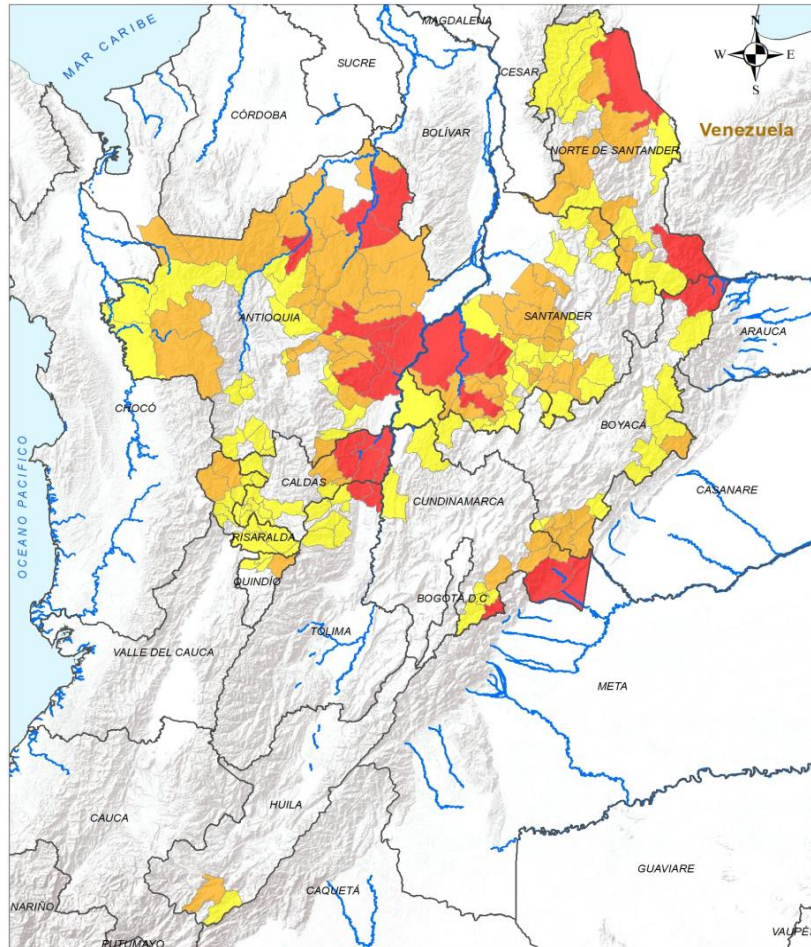 MAGDALENA
N
W E
S
MAR CARIBE
SUCRE
CESAR
CÓRDOBA
BOLÍVAR
Venezuela
NORTE DE SANTANDER
ANTIOQUIA
SANTANDER
ARAUCA
CHOCÓ
BOYACÁ
OCEANO PACIFICO
CALDAS
CUNDINAMARCA
CASANARE
RISARALDA
QUINDÍO
BOGOTÁ D.C
TOLIMA
VALLE DEL CAUCA
META
HUILA
CAUCA
GUAVIARE
CAQUETÁ
NARIÑO
PUTUMAYO
VAUPE